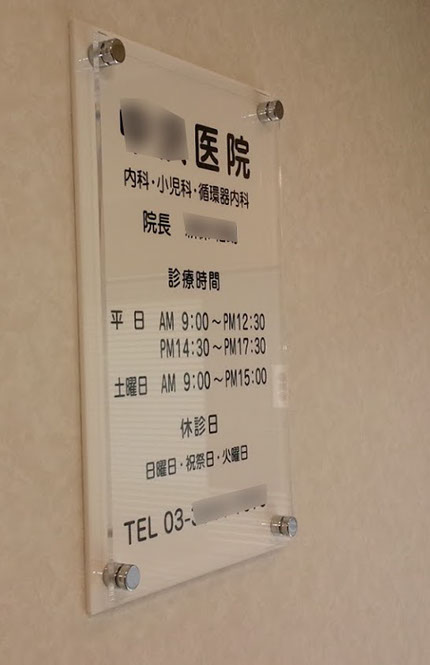 医院
内科・小児科・循環器内科
院長
診療時間
平日 AM 9:00～PM12:30
PM14:30～PM17:30
土曜日 AM 9:00～PM15:00
休診日
日曜日・祝祭日・火曜日
TEL 03-